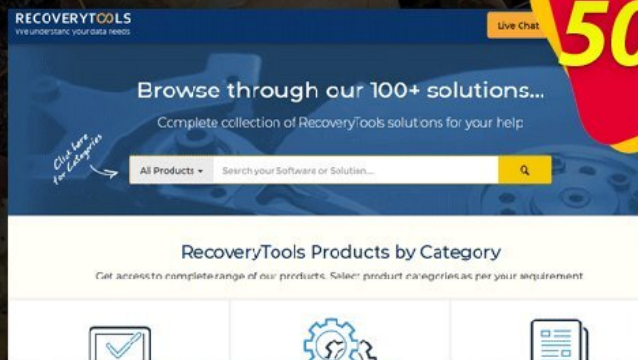 RECOVERYTOOLS
We understand your data needs
Live Chat
50
Browse through our 100+ solutions...
Complete collection of RecoveryTools solutions for your help
Click here
for Categories
All Products
Search your Software or Solution...
RecoveryTools Products by Category
Get access to complete range of our products. Select product categories as per your requirement